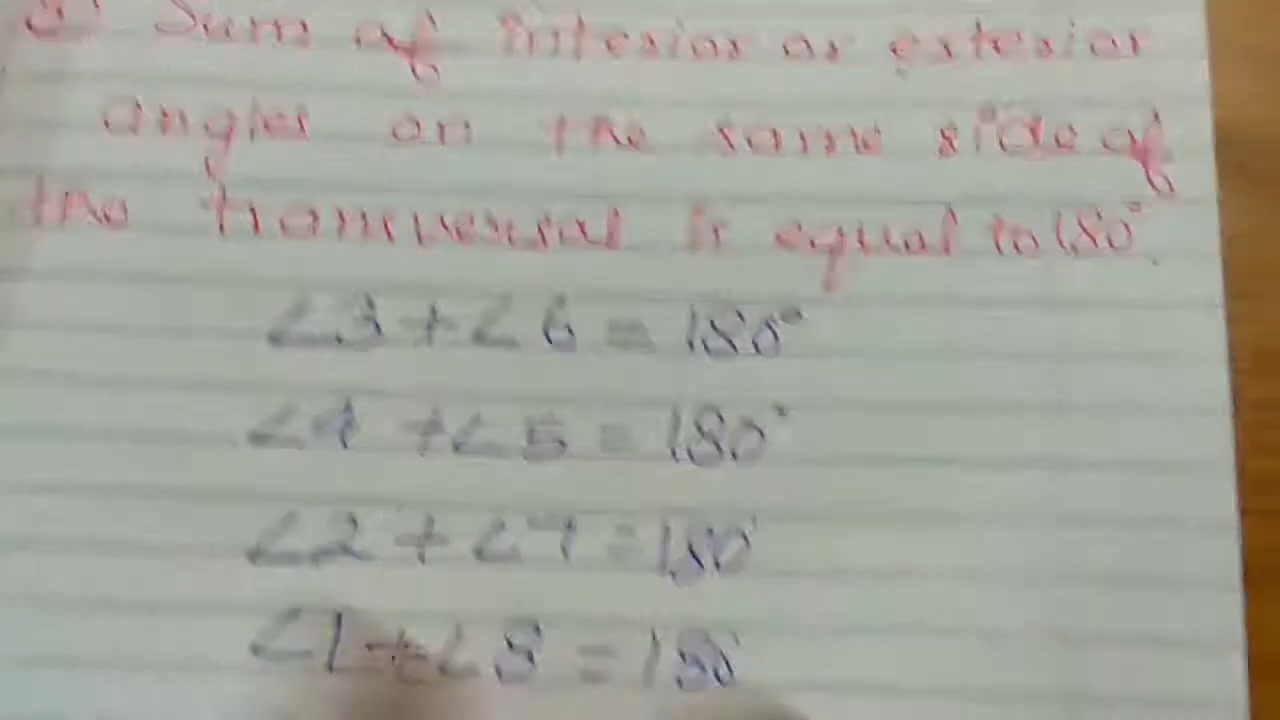 3) Sum of interior or exterior
angles on the same side of
the transversal is equal to 180°.
∠3 + ∠6 = 180°
∠4 + ∠5 = 180°
∠2 + ∠7 = 180°
∠1 + ∠8 = 180°